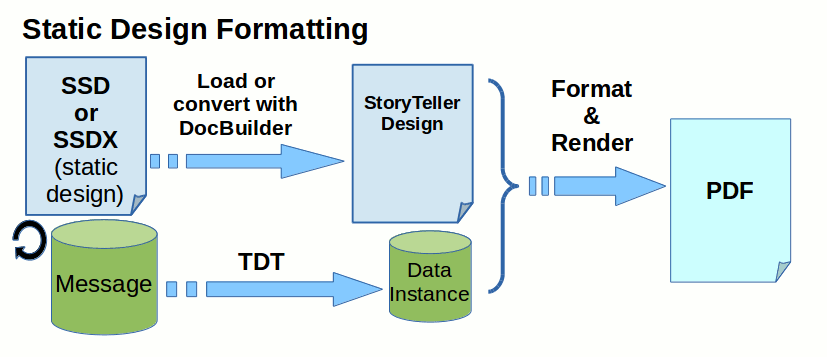 Static Design Formatting
SSD
or
SSDX
(static
design)
Load or
convert with
DocBuilder
StoryTeller
Design
Format
&
Render
PDF
Message
TDT
Data
Instance